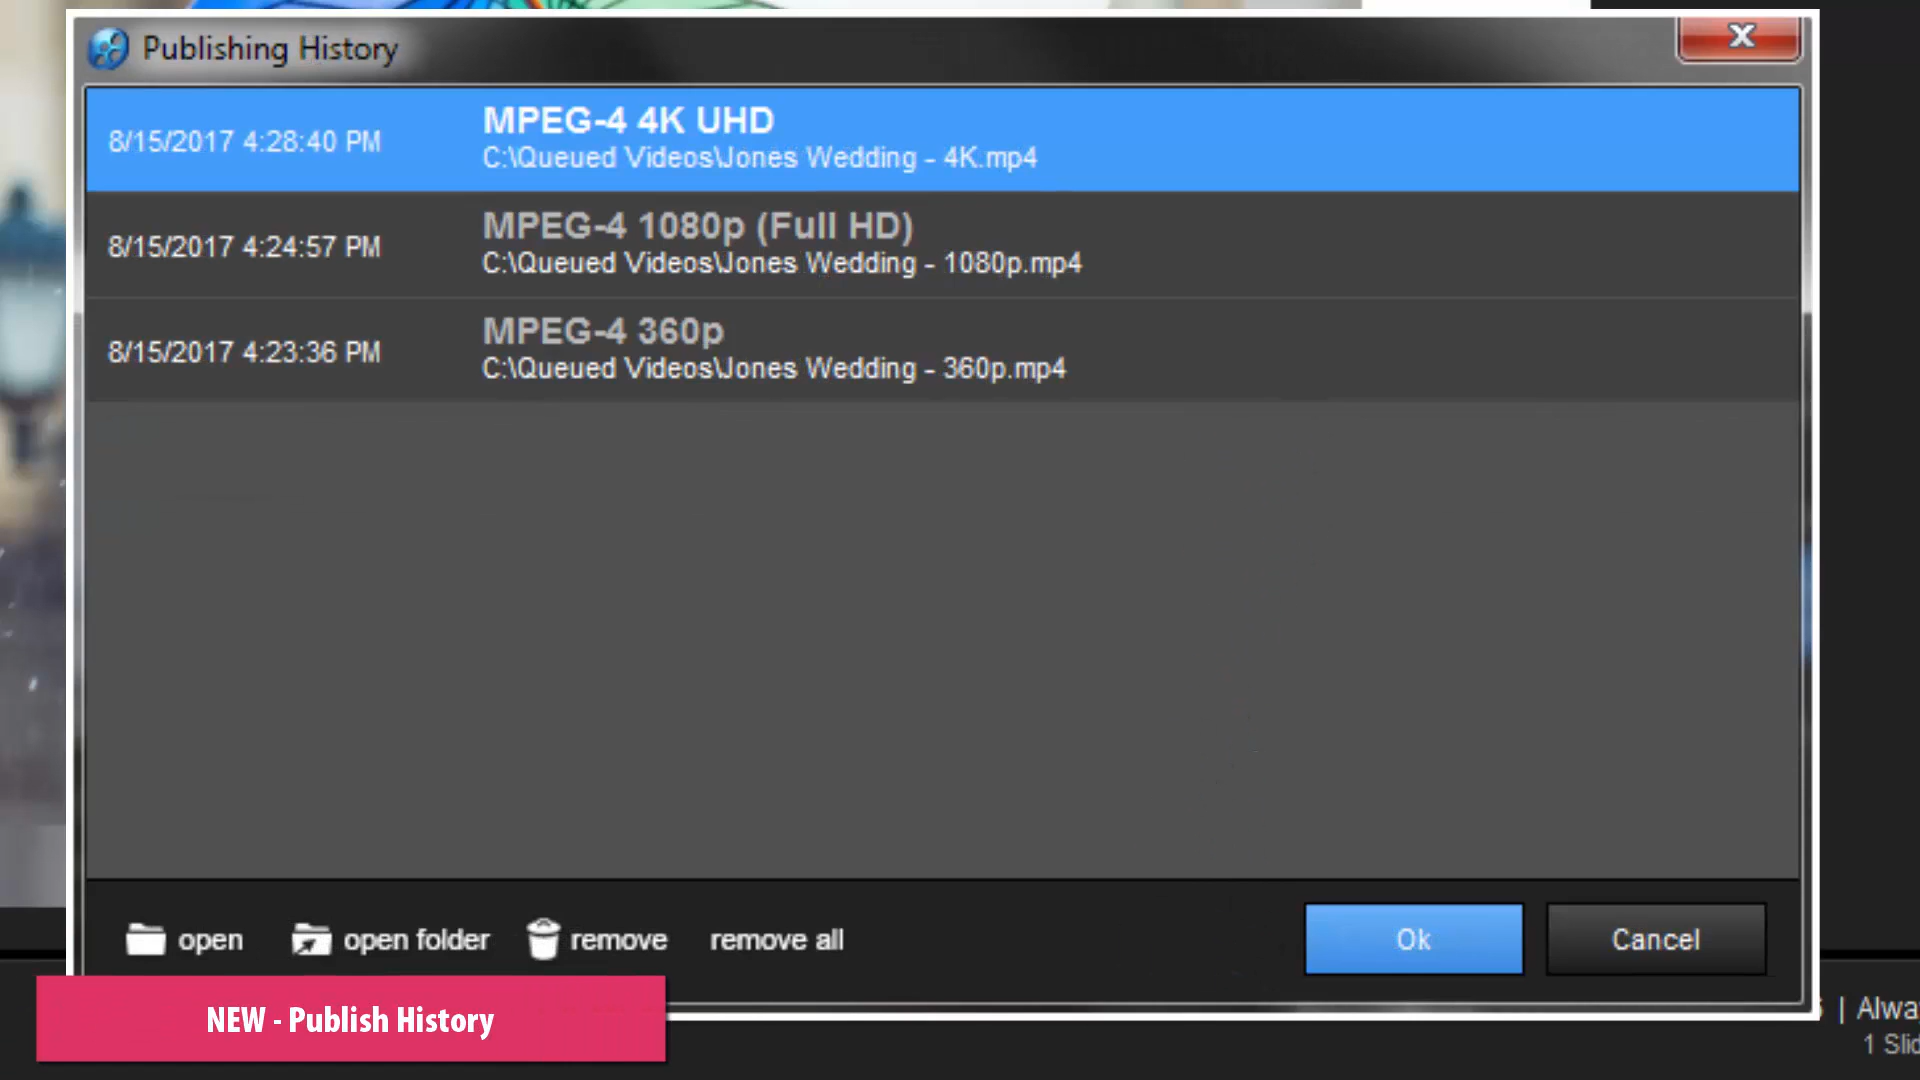 Publishing History
8/15/2017 4:28:40 PM
MPEG-4 4K UHD
C:\Queued Videos\Jones Wedding - 4K.mp4
8/15/2017 4:24:57 PM
MPEG-4 1080p (Full HD)
C:\Queued Videos\Jones Wedding - 1080p.mp4
8/15/2017 4:23:36 PM
MPEG-4 360p
C:\Queued Videos\Jones Wedding - 360p.mp4
open
open folder
remove
remove all
Ok
Cancel
NEW - Publish History
| Alwa
1 Slid